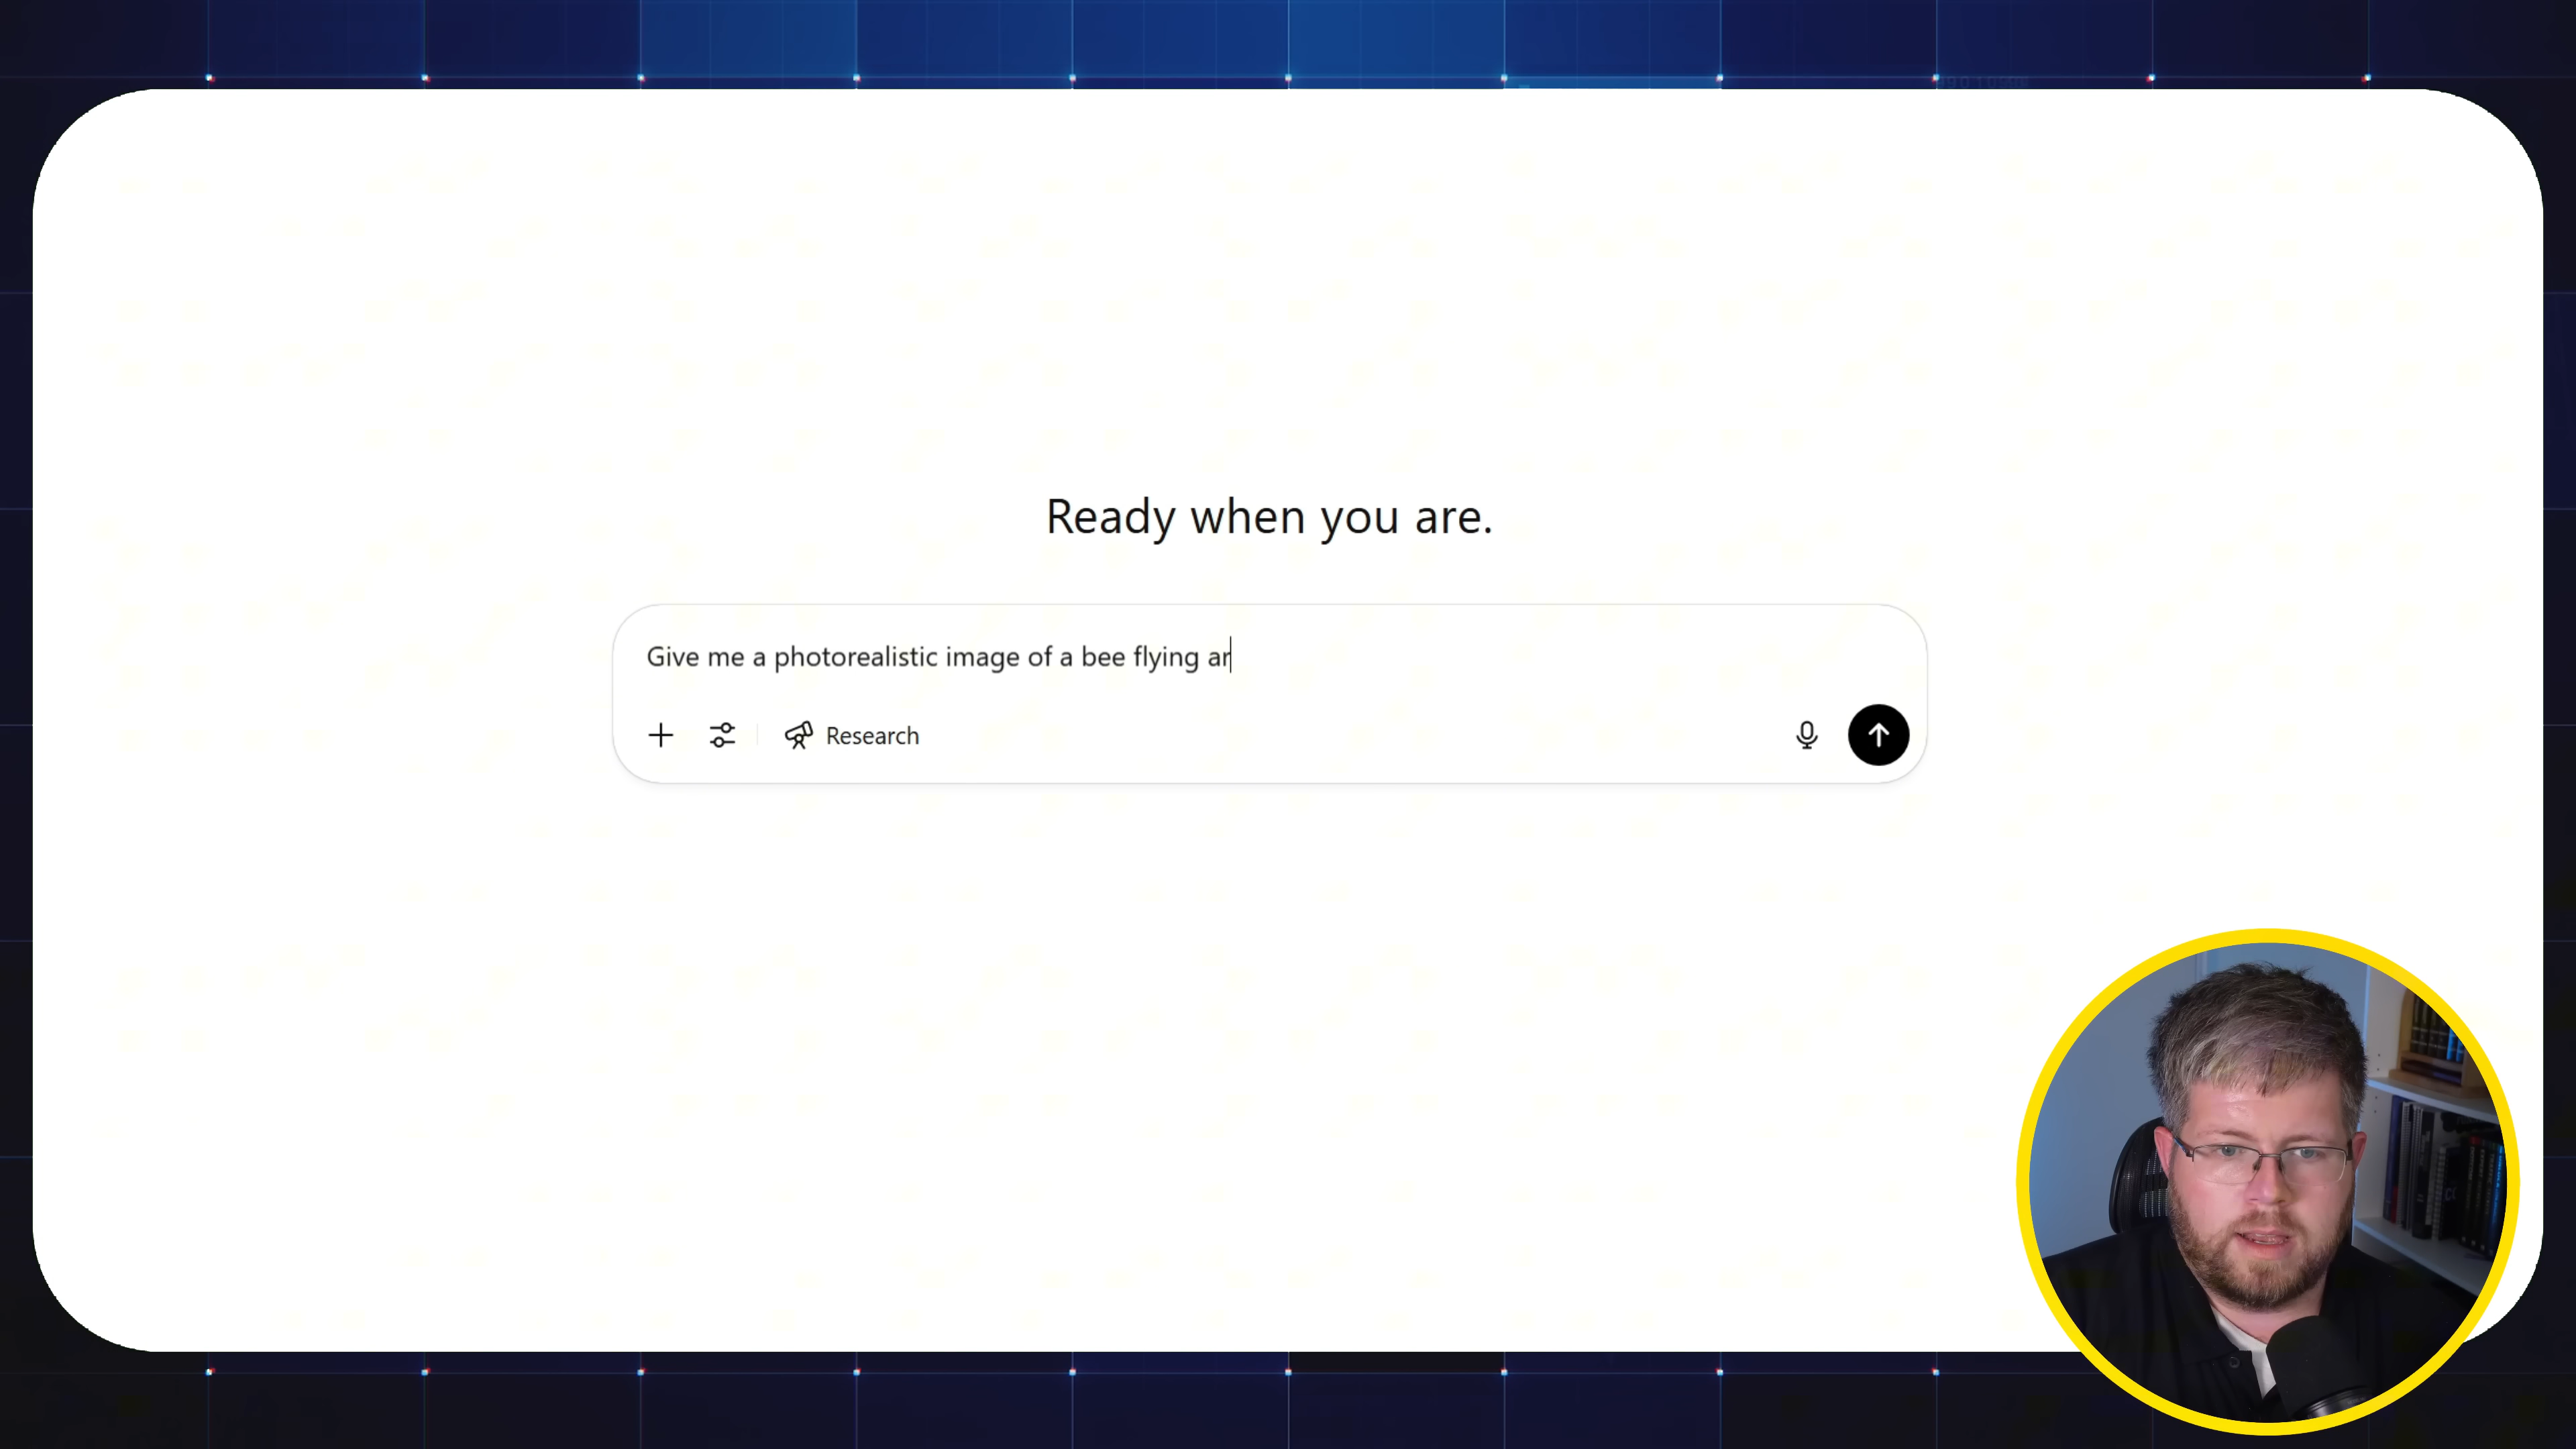 Ready when you are.
Give me a photorealistic image of a bee flying ar
Research